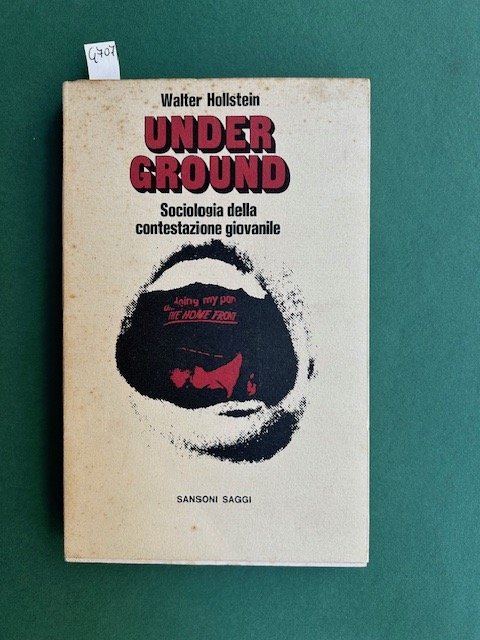 G707
Walter Hollstein
UNDER
GROUND
Sociologia della
contestazione giovanile
doing my part
THE HOME FRONT
SANSONI SAGGI